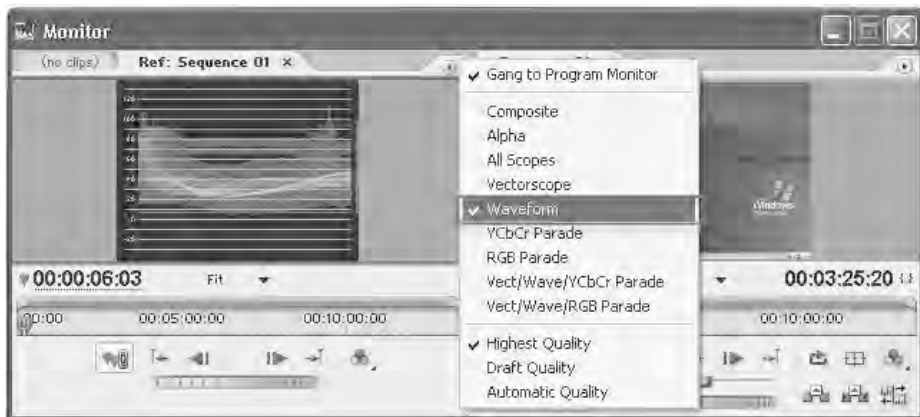 Monitor
(no clips)
Ref: Sequence 01 ×
Gang to Program Monitor
Composite
Alpha
All Scopes
Vectorscope
Waveform
YCbCr Parade
RGB Parade
Vect/Wave/YCbCr Parade
Vect/Wave/RGB Parade
Highest Quality
Draft Quality
Automatic Quality
Windows
00:00:06:03
Fit
00:03:25:20
00:00
00:05:00:00
00:10:00:00
00:10:00:00